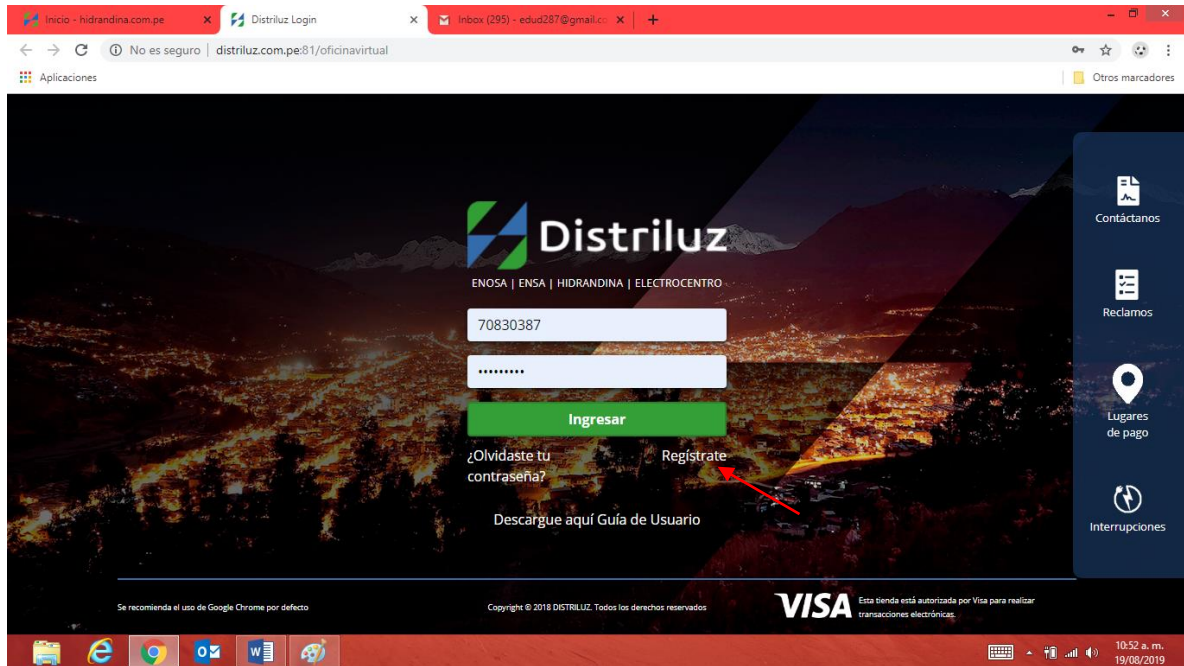 Inicio - hidrandina.com.pe
Distriluz Login
Inbox (295) - edud287@gmail.co
No es seguro | distriluz.com.pe:81/oficinavirtual
Aplicaciones
Otros marcadores
Distriluz
ENOSA | ENSA | HIDRANDINA | ELECTROCENTRO
70830387
•••••••••
Ingresar
¿Olvidaste tu
contraseña?
Regístrate
Descargue aquí Guía de Usuario
Contáctanos
Reclamos
Lugares
de pago
Interrupciones
Se recomienda el uso de Google Chrome por defecto
Copyright © 2018 DISTRILUZ. Todos los derechos reservados
VISA
Esta tienda está autorizada por Visa para realizar
transacciones electrónicas.
10:52 a. m.
19/08/2019